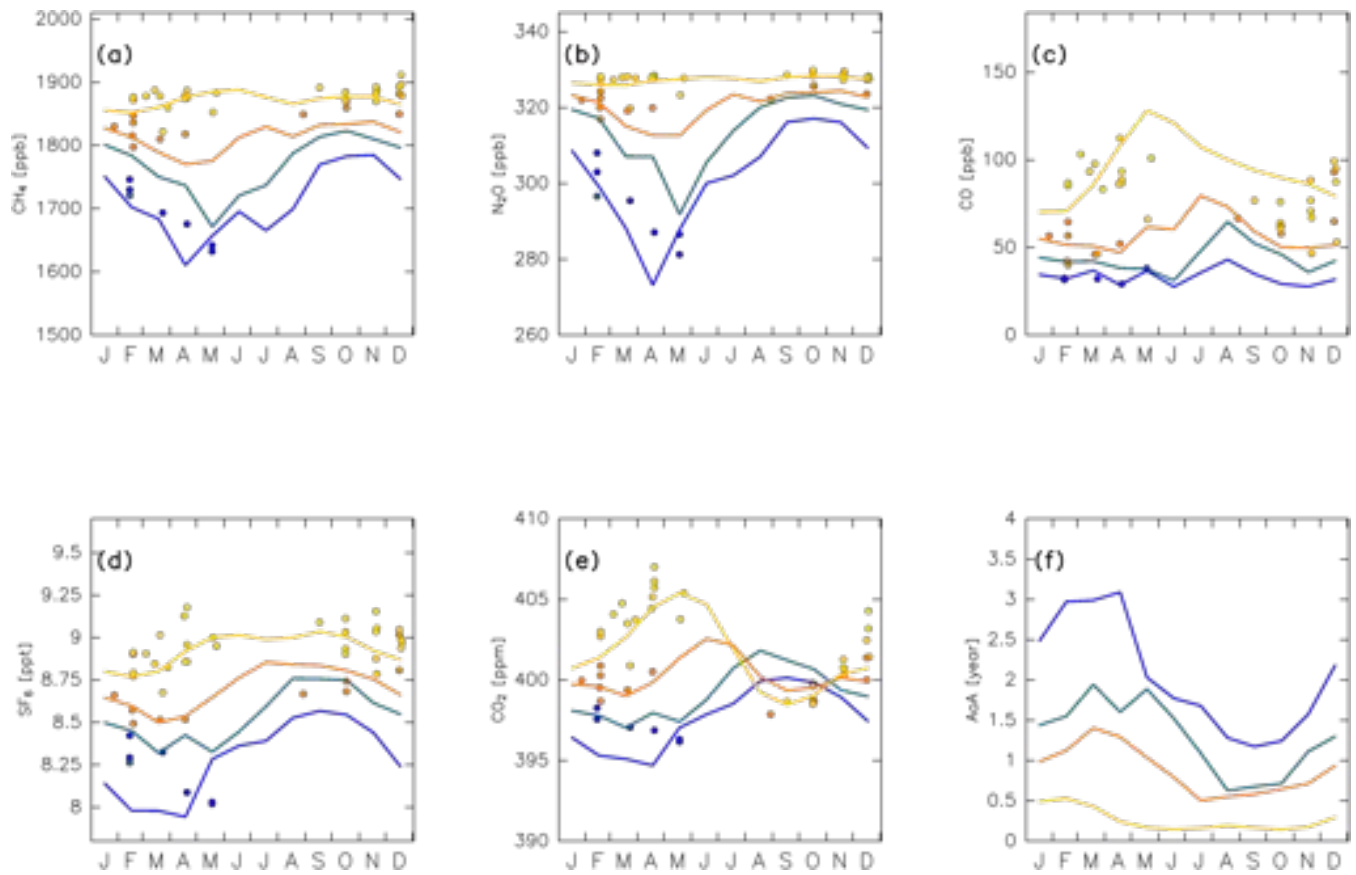 (a)
CH₄ [ppb]
2000
1900
1800
1700
1600
1500
J F M A M J J A S O N D
(b)
N₂O [ppb]
340
320
300
280
260
J F M A M J J A S O N D
(c)
CO [ppb]
150
100
50
0
J F M A M J J A S O N D
(d)
SF₆ [ppt]
9.5
9.25
9
8.75
8.5
8.25
8
J F M A M J J A S O N D
(e)
CO₂ [ppm]
410
405
400
395
390
J F M A M J J A S O N D
(f)
AoA [year]
4
3.5
3
2.5
2
1.5
1
0.5
0
J F M A M J J A S O N D